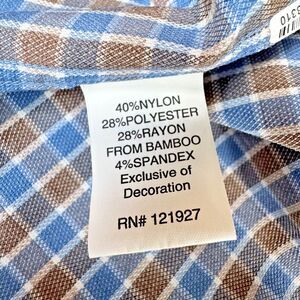 40%NYLON
28%POLYESTER
28%RAYON
FROM BAMBOO
4%SPANDEX
Exclusive of
Decoration
RN# 121927